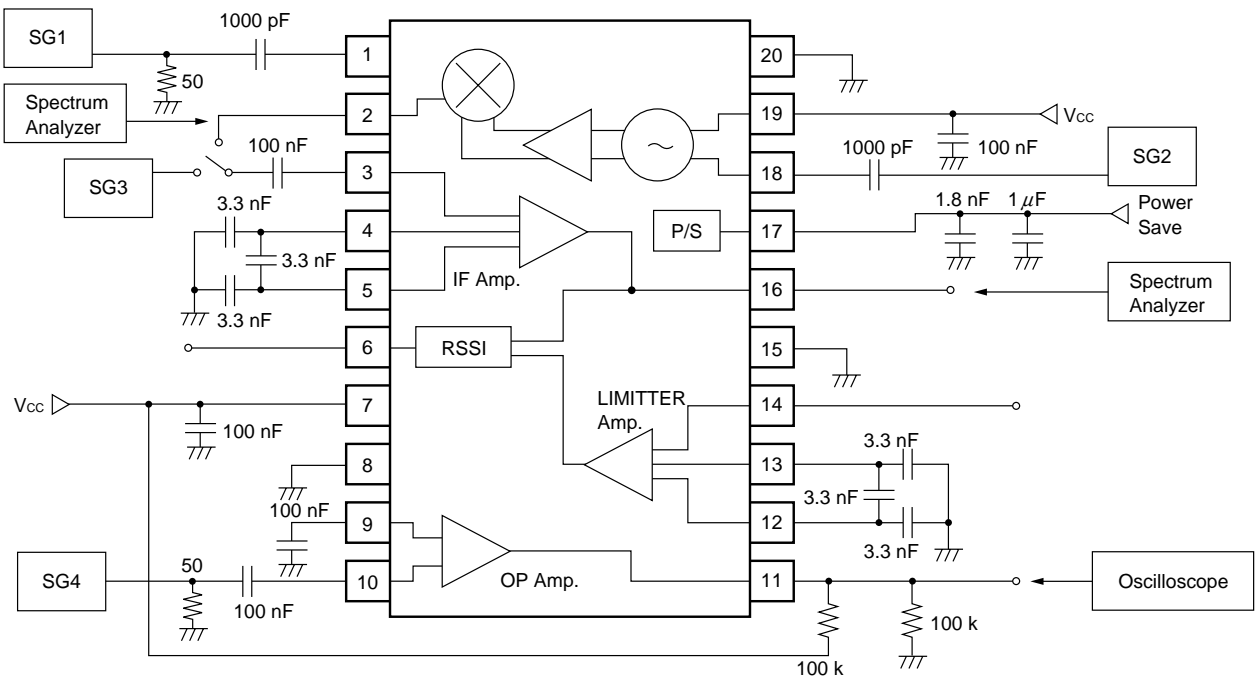 SG1
1000 pF
50
1
20
Spectrum
Analyzer
2
19
Vcc
100 nF
1000 pF
100 nF
SG2
SG3
3
18
3.3 nF
1.8 nF
1 μF
Power
Save
4
P/S
17
3.3 nF
5
IF Amp.
16
Spectrum
Analyzer
3.3 nF
6
RSSI
15
Vcc
7
LIMITTER
Amp.
14
100 nF
3.3 nF
8
13
3.3 nF
100 nF
9
12
3.3 nF
SG4
50
10
OP Amp.
11
Oscilloscope
100 nF
100 k
100 k